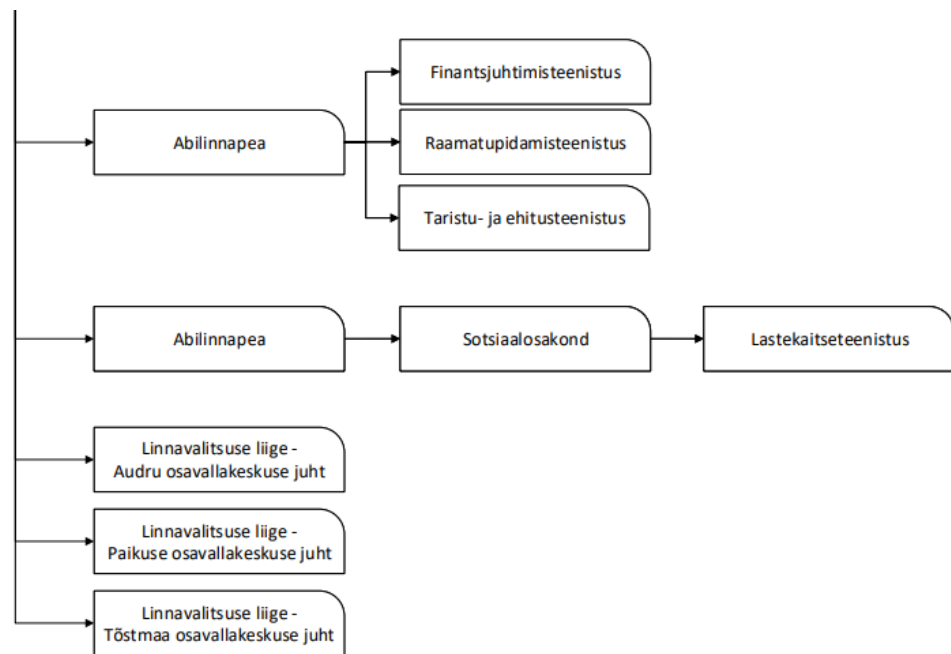 Finantsjuhtimisteenistus
Abilinnapea
Raamatupidamisteenistus
Taristu- ja ehitusteenistus
Abilinnapea
Sotsiaalosakond
Lastekaitseteenistus
Linnavalitsuse liige -
Audru osavallakeskuse juht
Linnavalitsuse liige -
Paikuse osavallakeskuse juht
Linnavalitsuse liige -
Tõstmaa osavallakeskuse juht